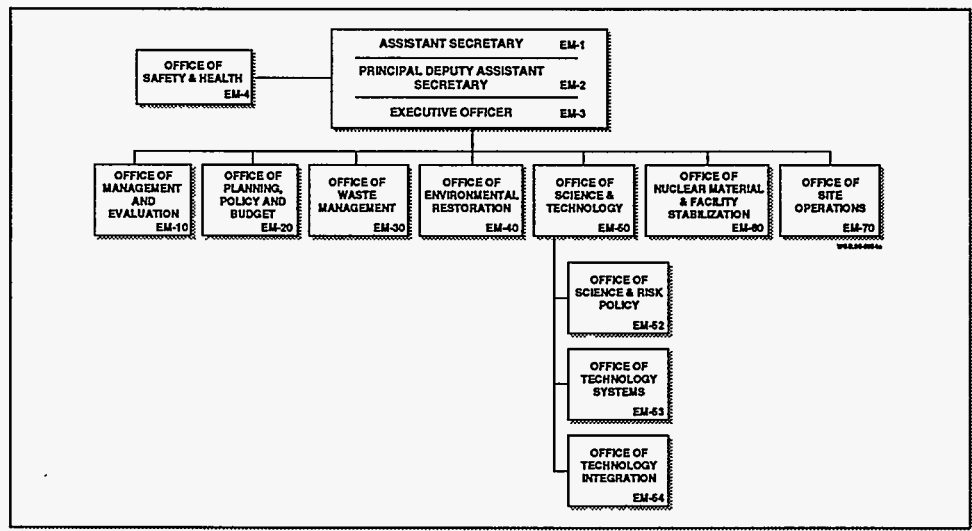 ASSISTANT SECRETARY EM-1
PRINCIPAL DEPUTY ASSISTANT
SECRETARY EM-2
EXECUTIVE OFFICER EM-3
OFFICE OF
SAFETY & HEALTH
EM-4
OFFICE OF
MANAGEMENT
AND
EVALUATION
EM-10
OFFICE OF
PLANNING,
POLICY AND
BUDGET
EM-20
OFFICE OF
WASTE
MANAGEMENT
EM-30
OFFICE OF
ENVIRONMENTAL
RESTORATION
EM-40
OFFICE OF
SCIENCE &
TECHNOLOGY
EM-50
OFFICE OF
NUCLEAR MATERIAL
& FACILITY
STABILIZATION
EM-60
OFFICE OF
SITE
OPERATIONS
EM-70
OFFICE OF
SCIENCE & RISK
POLICY
EM-52
OFFICE OF
TECHNOLOGY
SYSTEMS
EM-53
OFFICE OF
TECHNOLOGY
INTEGRATION
EM-54